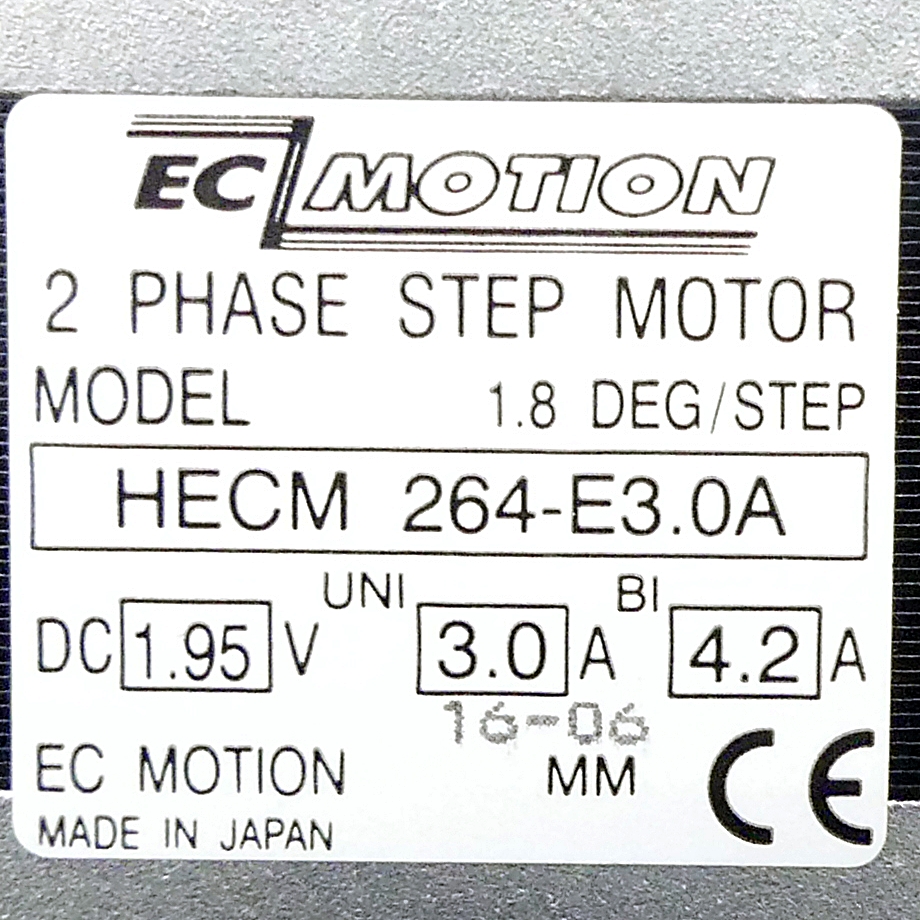 EC MOTION
2 PHASE STEP MOTOR
MODEL 1.8 DEG/STEP
HECM 264-E3.0A
UNI BI
DC 1.95 V 3.0 A 4.2 A
16-06
EC MOTION MM CE
MADE IN JAPAN